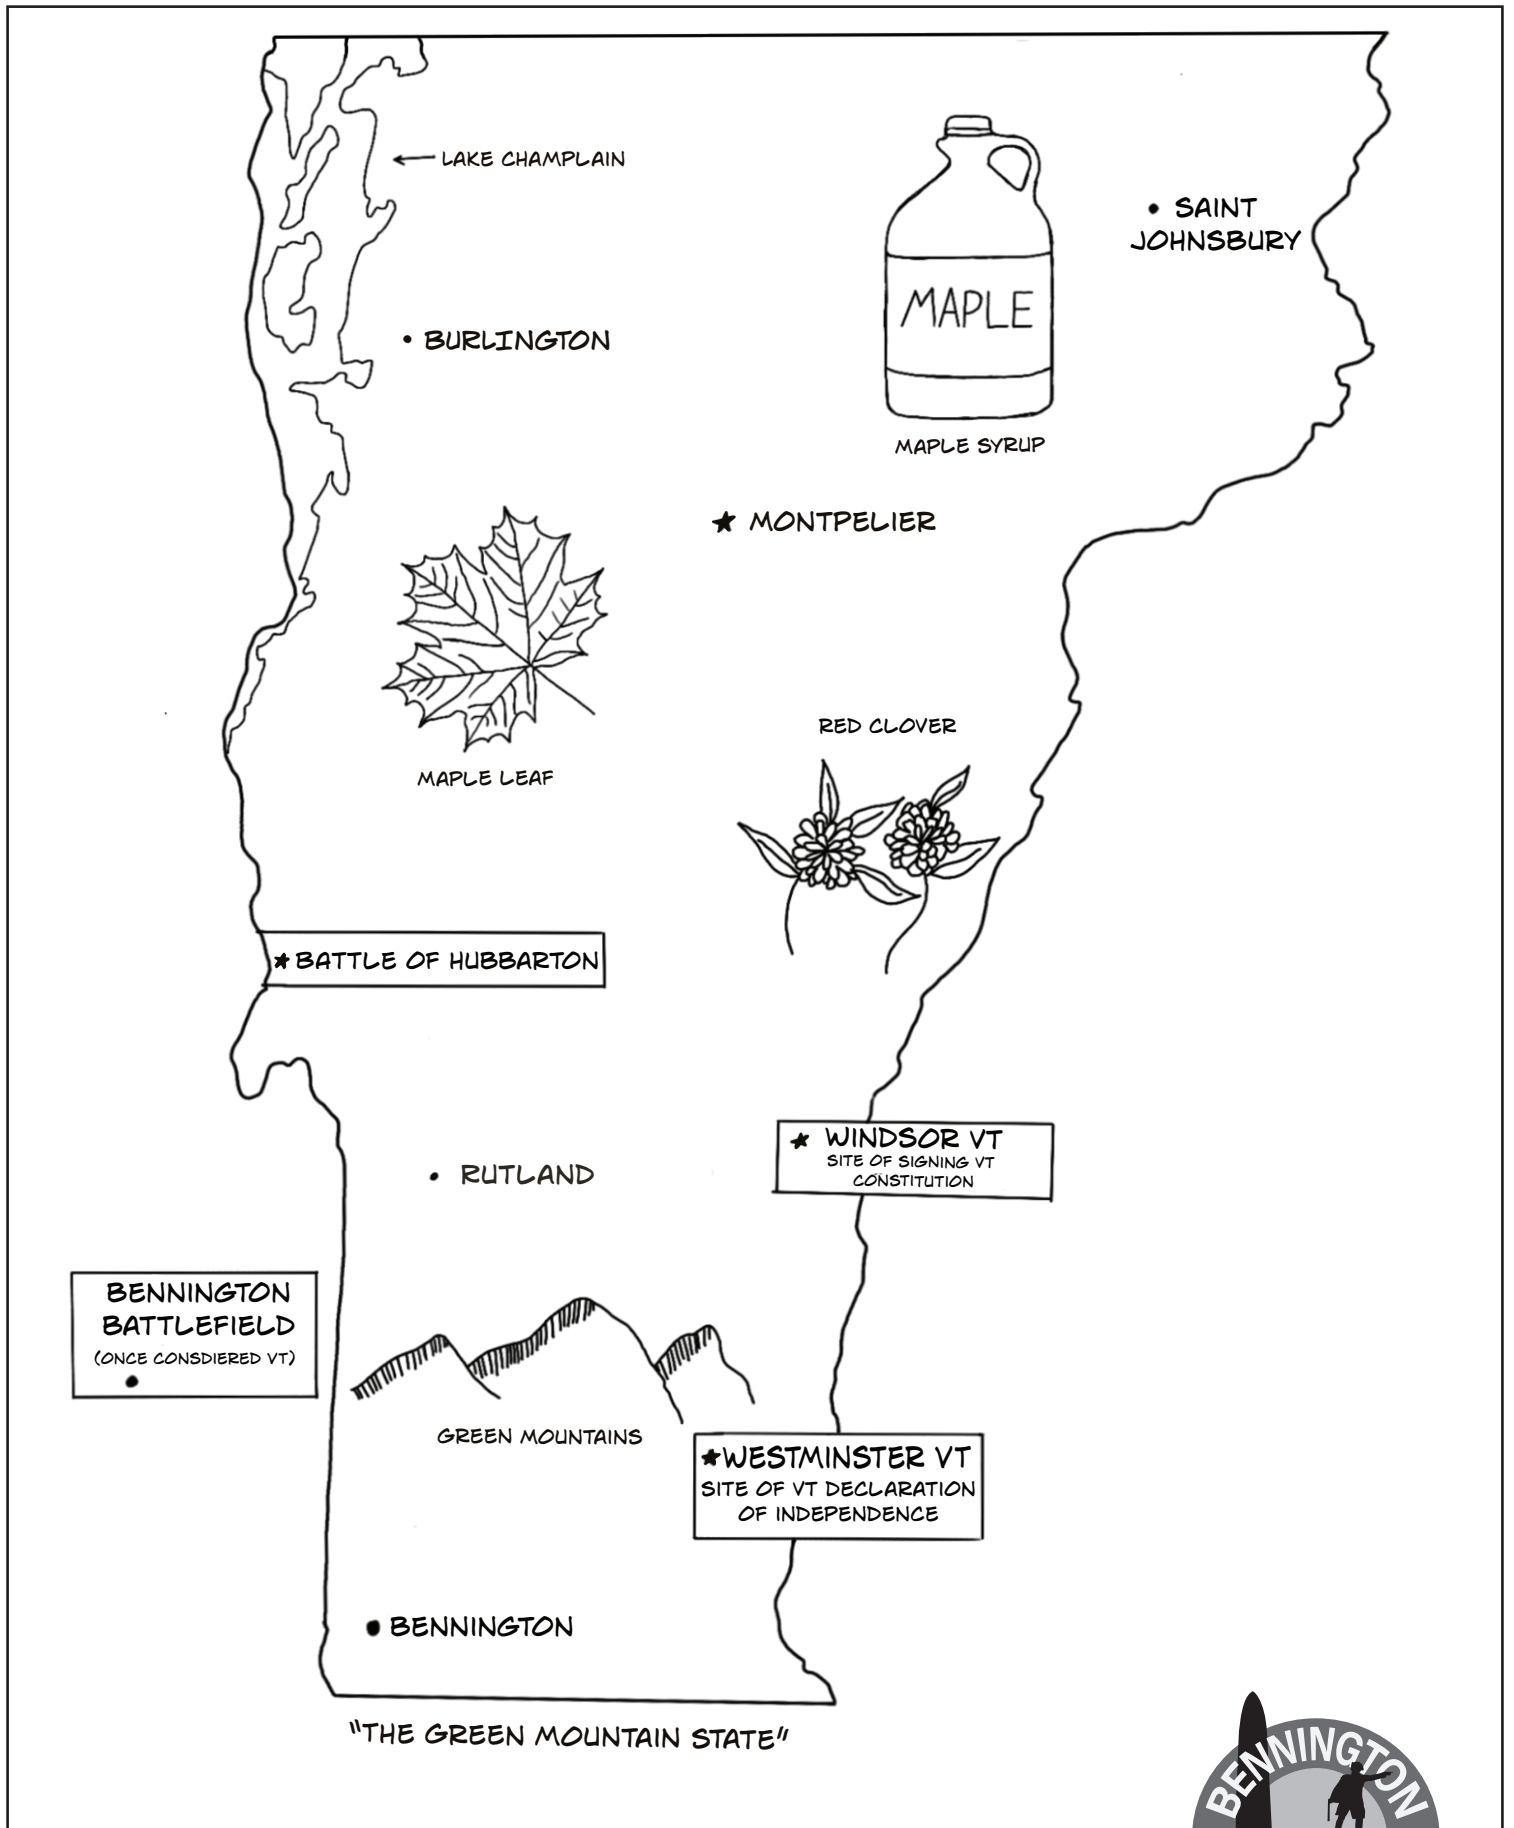 LAKE CHAMPLAIN
SAINT
JOHNSBURY
BURLINGTON
MAPLE
MAPLE SYRUP
MONTPELIER
MAPLE LEAF
RED CLOVER
BATTLE OF HUBBARTON
WINDSOR VT
SITE OF SIGNING VT
CONSTITUTION
RUTLAND
BENNINGTON
BATTLEFIELD
(ONCE CONSDIERED VT)
GREEN MOUNTAINS
WESTMINSTER VT
SITE OF VT DECLARATION
OF INDEPENDENCE
BENNINGTON
"THE GREEN MOUNTAIN STATE"
BENNINGTON